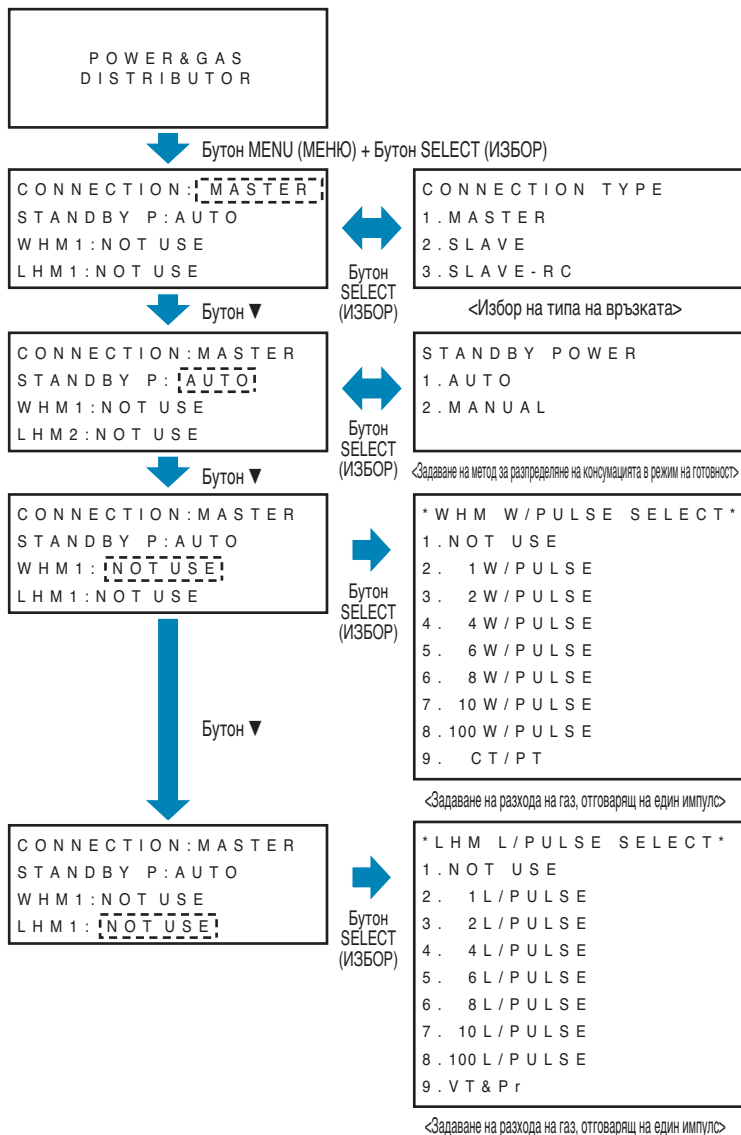 POWER&GAS
DISTRIBUTOR
Бутон MENU (МЕНЮ) + Бутон SELECT (ИЗБОР)
CONNECTION: MASTER
STANDBY P:AUTO
WHM1:NOT USE
LHM1:NOT USE
Бутон
SELECT
(ИЗБОР)
CONNECTION TYPE
1.MASTER
2.SLAVE
3.SLAVE-RC
<Избор на типа на връзката>
Бутон ▼
CONNECTION:MASTER
STANDBY P: AUTO
WHM1:NOT USE
LHM2:NOT USE
Бутон
SELECT
(ИЗБОР)
STANDBY POWER
1.AUTO
2.MANUAL
<Задаване на метод за разпределяне на консумацията в режим на готовност>
Бутон ▼
CONNECTION:MASTER
STANDBY P:AUTO
WHM1: NOT USE
LHM1:NOT USE
Бутон
SELECT
(ИЗБОР)
*WHM W/PULSE SELECT*
1.NOT USE
2. 1W/PULSE
3. 2W/PULSE
4. 4W/PULSE
5. 6W/PULSE
6. 8W/PULSE
7. 10W/PULSE
8.100W/PULSE
9. CT/PT
<Задаване на разхода на газ, отговарящ на един импулс>
Бутон ▼
CONNECTION:MASTER
STANDBY P:AUTO
WHM1:NOT USE
LHM1: NOT USE
Бутон
SELECT
(ИЗБОР)
*LHM L/PULSE SELECT*
1.NOT USE
2. 1L/PULSE
3. 2L/PULSE
4. 4L/PULSE
5. 6L/PULSE
6. 8L/PULSE
7. 10L/PULSE
8.100L/PULSE
9.VT&Pr
<Задаване на разхода на газ, отговарящ на един импулс>